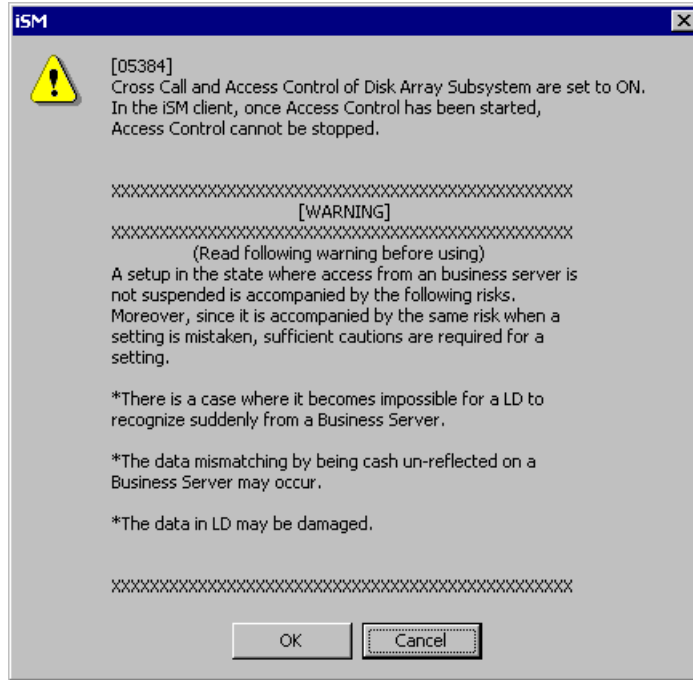 iSM
[05384]
Cross Call and Access Control of Disk Array Subsystem are set to ON.
In the iSM client, once Access Control has been started,
Access Control cannot be stopped.
XXXXXXXXXXXXXXXXXXXXXXXXXXXXXXXXXXXXXXXXXXXXXXXX
[WARNING]
XXXXXXXXXXXXXXXXXXXXXXXXXXXXXXXXXXXXXXXXXXXXXXXX
(Read following warning before using)
A setup in the state where access from an business server is
not suspended is accompanied by the following risks.
Moreover, since it is accompanied by the same risk when a
setting is mistaken, sufficient cautions are required for a
setting.
*There is a case where it becomes impossible for a LD to
recognize suddenly from a Business Server.
*The data mismatching by being cash un-reflected on a
Business Server may occur.
*The data in LD may be damaged.
XXXXXXXXXXXXXXXXXXXXXXXXXXXXXXXXXXXXXXXXXXXXXXXX
OK Cancel